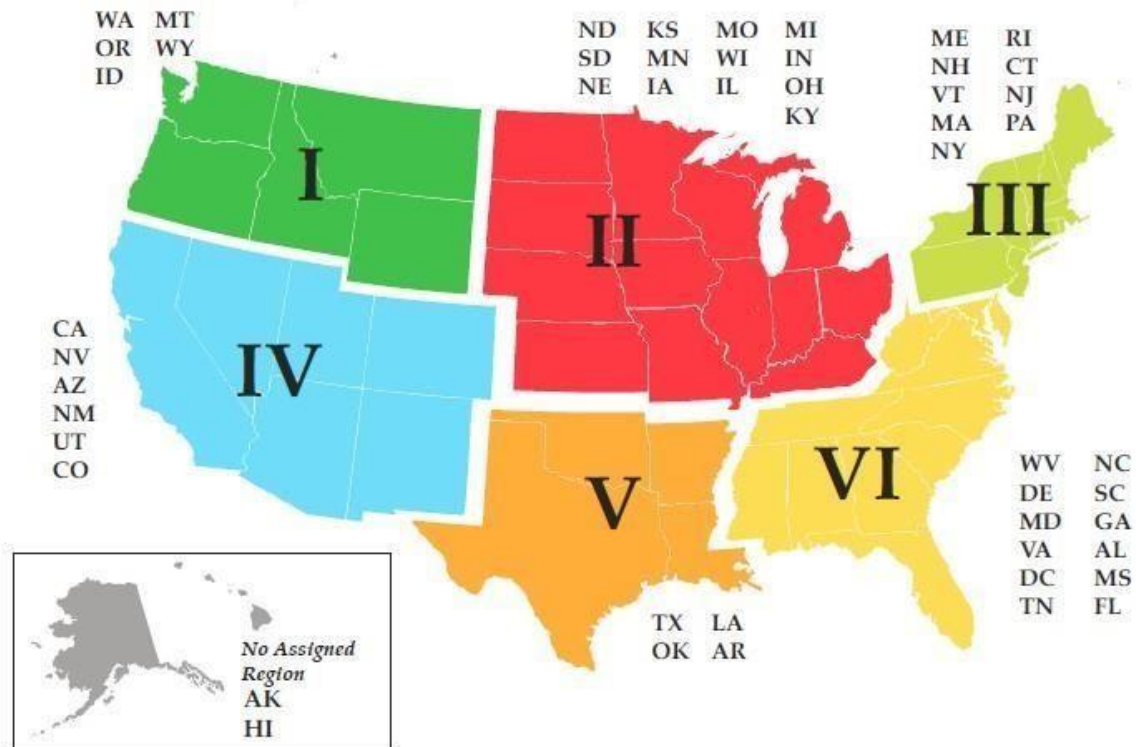 WA MT
OR WY
ID
ND KS MO MI
SD MN WI IN
NE IA IL OH
KY
ME RI
NH CT
VT NJ
MA PA
NY
I
II
III
IV
V
VI
CA
NV
AZ
NM
UT
CO
WV NC
DE SC
MD GA
VA AL
DC MS
TN FL
TX LA
OK AR
No Assigned
Region
AK
HI